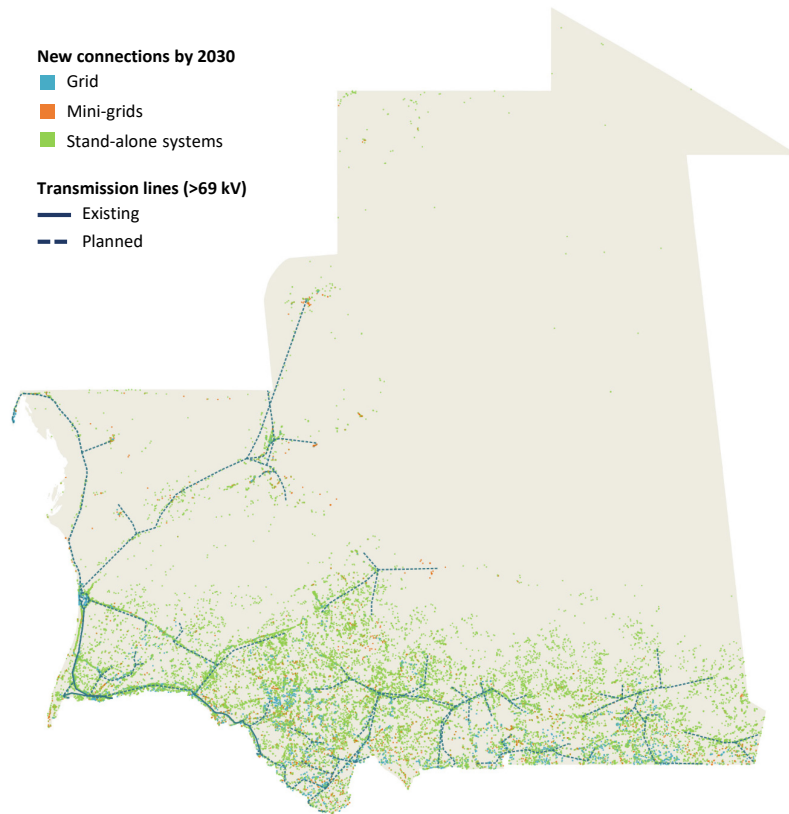 New connections by 2030
Grid
Mini-grids
Stand-alone systems
Transmission lines (>69 kV)
Existing
Planned